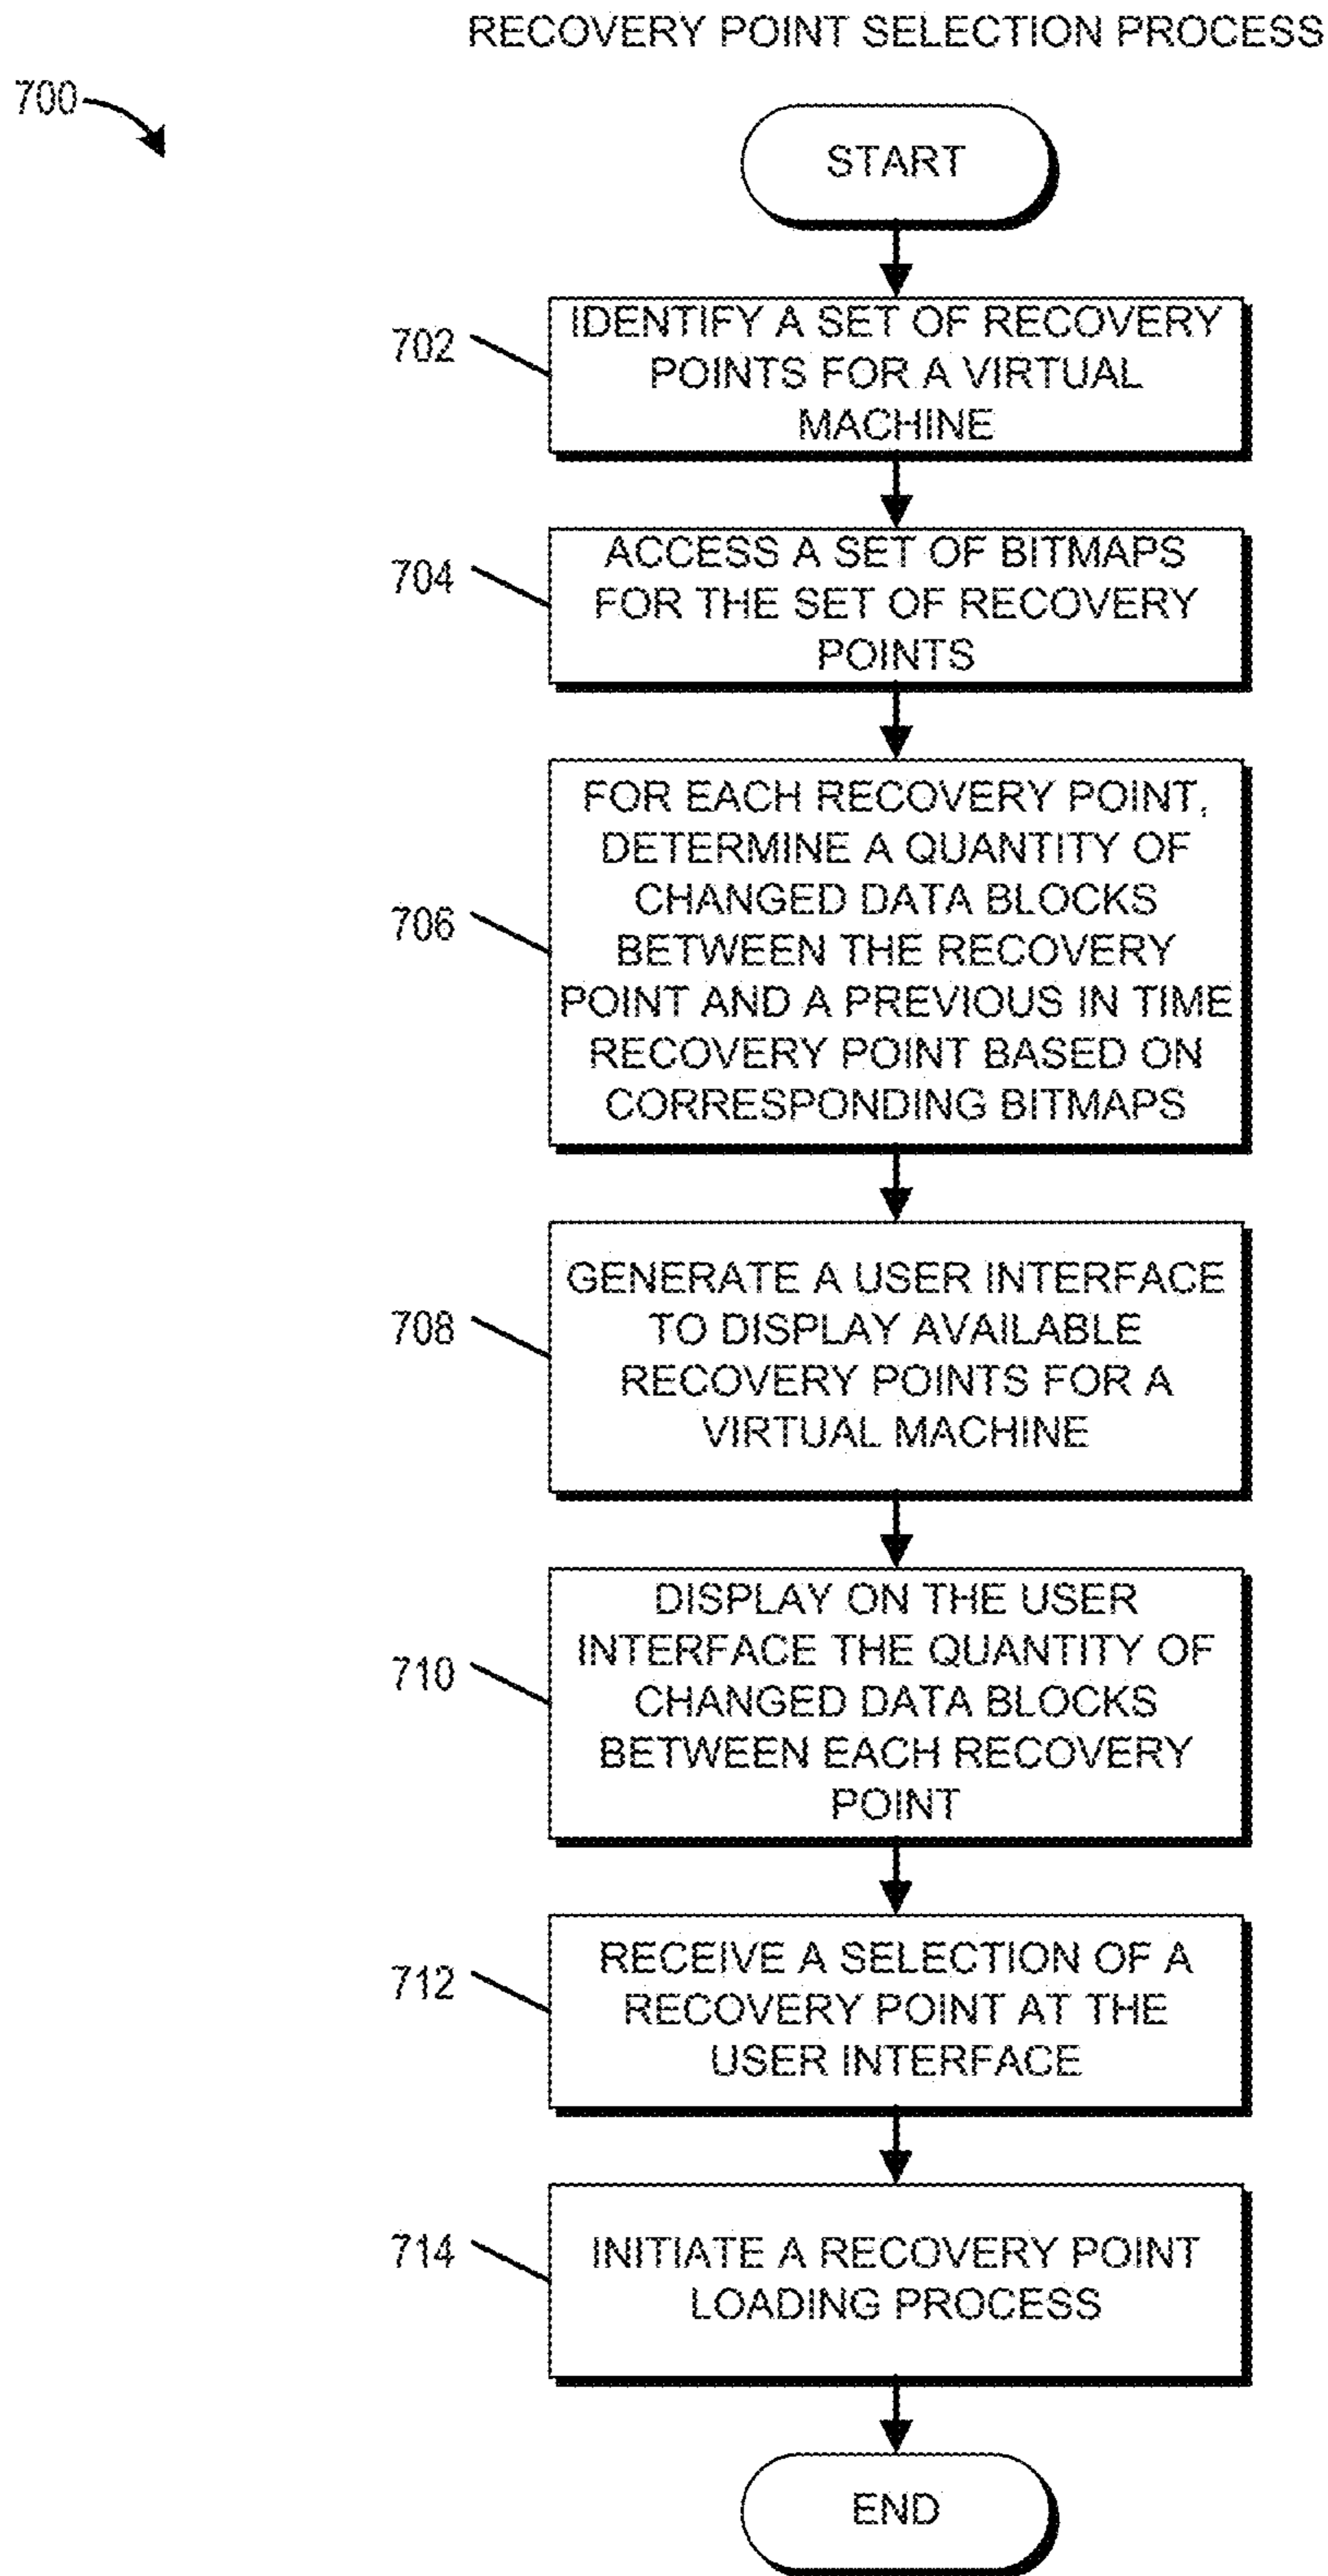 RECOVERY POINT SELECTION PROCESS
700
START
702
IDENTIFY A SET OF RECOVERY
POINTS FOR A VIRTUAL
MACHINE
704
ACCESS A SET OF BITMAPS
FOR THE SET OF RECOVERY
POINTS
706
FOR EACH RECOVERY POINT,
DETERMINE A QUANTITY OF
CHANGED DATA BLOCKS
BETWEEN THE RECOVERY
POINT AND A PREVIOUS IN TIME
RECOVERY POINT BASED ON
CORRESPONDING BITMAPS
708
GENERATE A USER INTERFACE
TO DISPLAY AVAILABLE
RECOVERY POINTS FOR A
VIRTUAL MACHINE
710
DISPLAY ON THE USER
INTERFACE THE QUANTITY OF
CHANGED DATA BLOCKS
BETWEEN EACH RECOVERY
POINT
712
RECEIVE A SELECTION OF A
RECOVERY POINT AT THE
USER INTERFACE
714
INITIATE A RECOVERY POINT
LOADING PROCESS
END